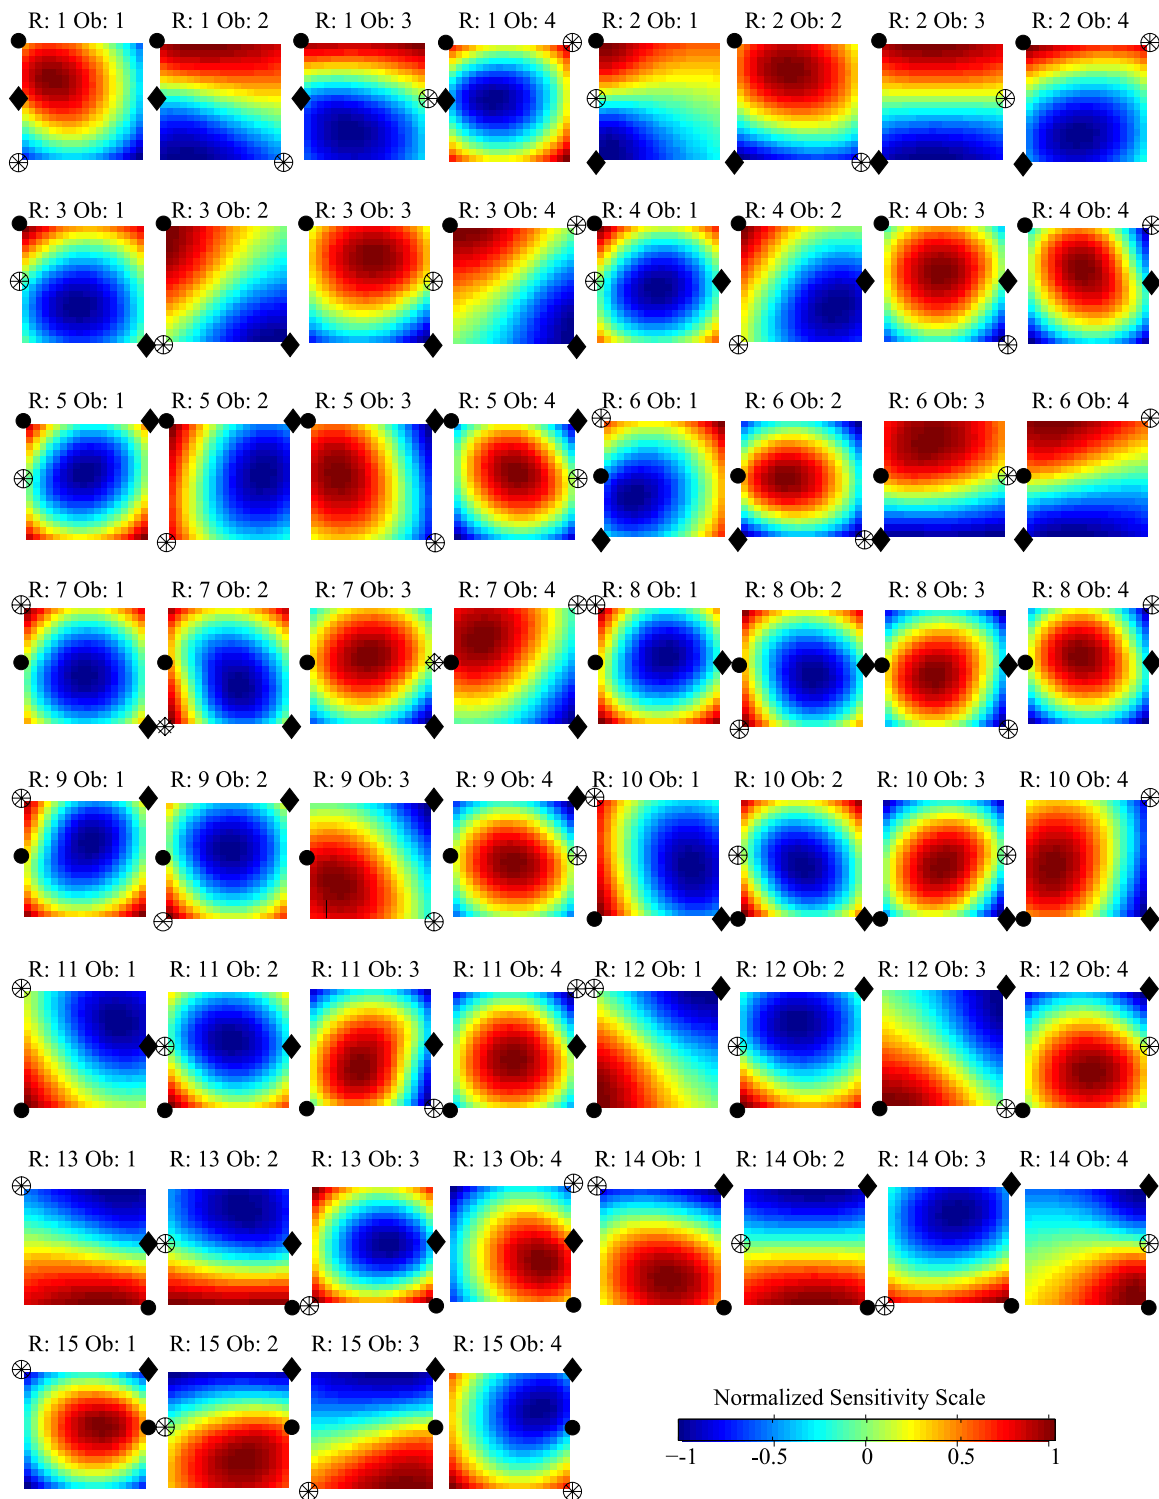 R: 1 Ob: 1 R: 1 Ob: 2 R: 1 Ob: 3 R: 1 Ob: 4 R: 2 Ob: 1 R: 2 Ob: 2 R: 2 Ob: 3 R: 2 Ob: 4
R: 3 Ob: 1 R: 3 Ob: 2 R: 3 Ob: 3 R: 3 Ob: 4 R: 4 Ob: 1 R: 4 Ob: 2 R: 4 Ob: 3 R: 4 Ob: 4
R: 5 Ob: 1 R: 5 Ob: 2 R: 5 Ob: 3 R: 5 Ob: 4 R: 6 Ob: 1 R: 6 Ob: 2 R: 6 Ob: 3 R: 6 Ob: 4
R: 7 Ob: 1 R: 7 Ob: 2 R: 7 Ob: 3 R: 7 Ob: 4 R: 8 Ob: 1 R: 8 Ob: 2 R: 8 Ob: 3 R: 8 Ob: 4
R: 9 Ob: 1 R: 9 Ob: 2 R: 9 Ob: 3 R: 9 Ob: 4 R: 10 Ob: 1 R: 10 Ob: 2 R: 10 Ob: 3 R: 10 Ob: 4
R: 11 Ob: 1 R: 11 Ob: 2 R: 11 Ob: 3 R: 11 Ob: 4 R: 12 Ob: 1 R: 12 Ob: 2 R: 12 Ob: 3 R: 12 Ob: 4
R: 13 Ob: 1 R: 13 Ob: 2 R: 13 Ob: 3 R: 13 Ob: 4 R: 14 Ob: 1 R: 14 Ob: 2 R: 14 Ob: 3 R: 14 Ob: 4
R: 15 Ob: 1 R: 15 Ob: 2 R: 15 Ob: 3 R: 15 Ob: 4
Normalized Sensitivity Scale
−-1 -0.5 0 0.5 1